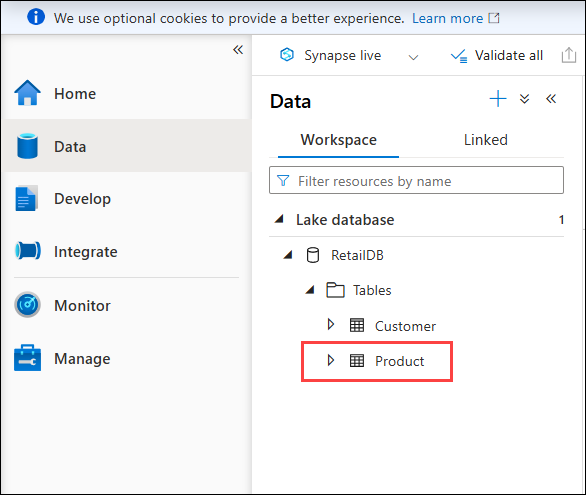 We use optional cookies to provide a better experience. Learn more
Synapse live
Validate all
Home
Data
Develop
Integrate
Monitor
Manage
Data
Workspace
Linked
Filter resources by name
Lake database 1
RetailDB
Tables
Customer
Product